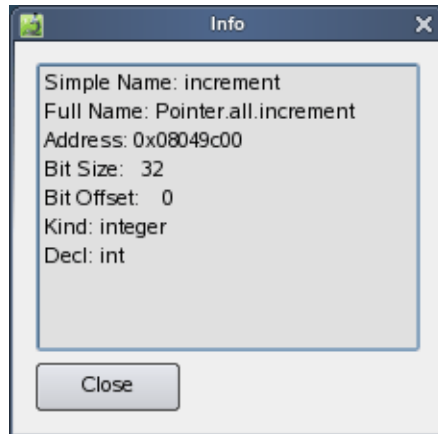 Info
Simple Name: increment
Full Name: Pointer.all.increment
Address: 0x08049c00
Bit Size:   32
Bit Offset:    0
Kind: integer
Decl: int
Close